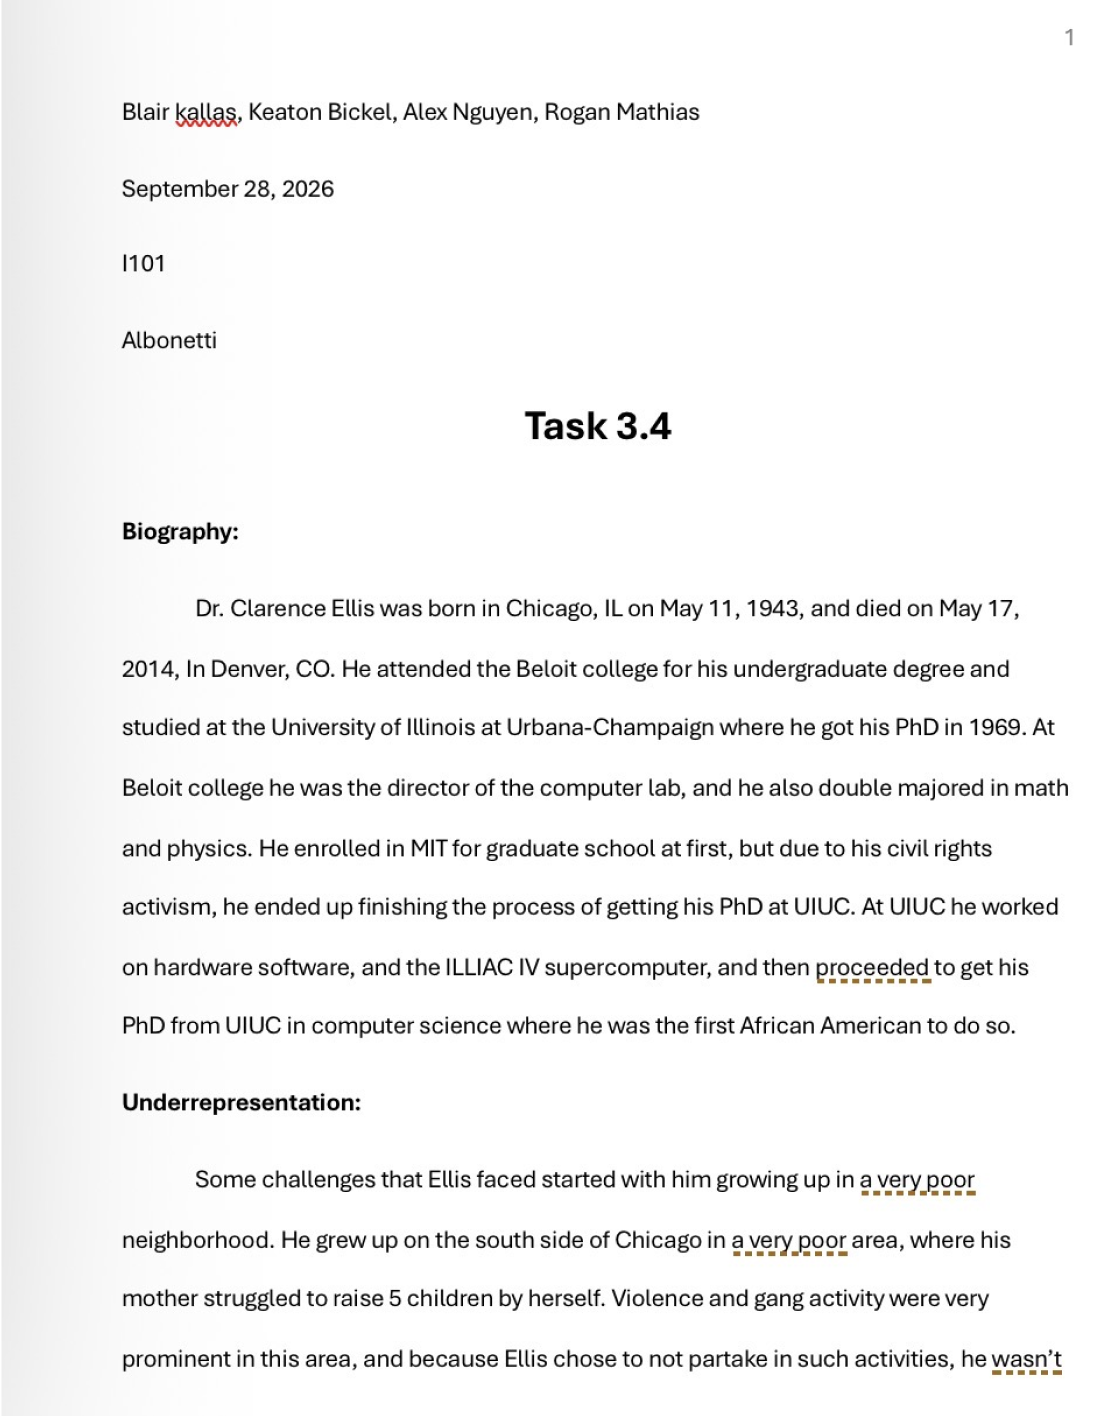 1
Blair kallas, Keaton Bickel, Alex Nguyen, Rogan Mathias
September 28, 2026
I101
Albonetti
Task 3.4
Biography:
Dr. Clarence Ellis was born in Chicago, IL on May 11, 1943, and died on May 17,
2014, In Denver, CO. He attended the Beloit college for his undergraduate degree and
studied at the University of Illinois at Urbana-Champaign where he got his PhD in 1969. At
Beloit college he was the director of the computer lab, and he also double majored in math
and physics. He enrolled in MIT for graduate school at first, but due to his civil rights
activism, he ended up finishing the process of getting his PhD at UIUC. At UIUC he worked
on hardware software, and the ILLIAC IV supercomputer, and then proceeded to get his
PhD from UIUC in computer science where he was the first African American to do so.
Underrepresentation:
Some challenges that Ellis faced started with him growing up in a very poor
neighborhood. He grew up on the south side of Chicago in a very poor area, where his
mother struggled to raise 5 children by herself. Violence and gang activity were very
prominent in this area, and because Ellis chose to not partake in such activities, he wasn’t